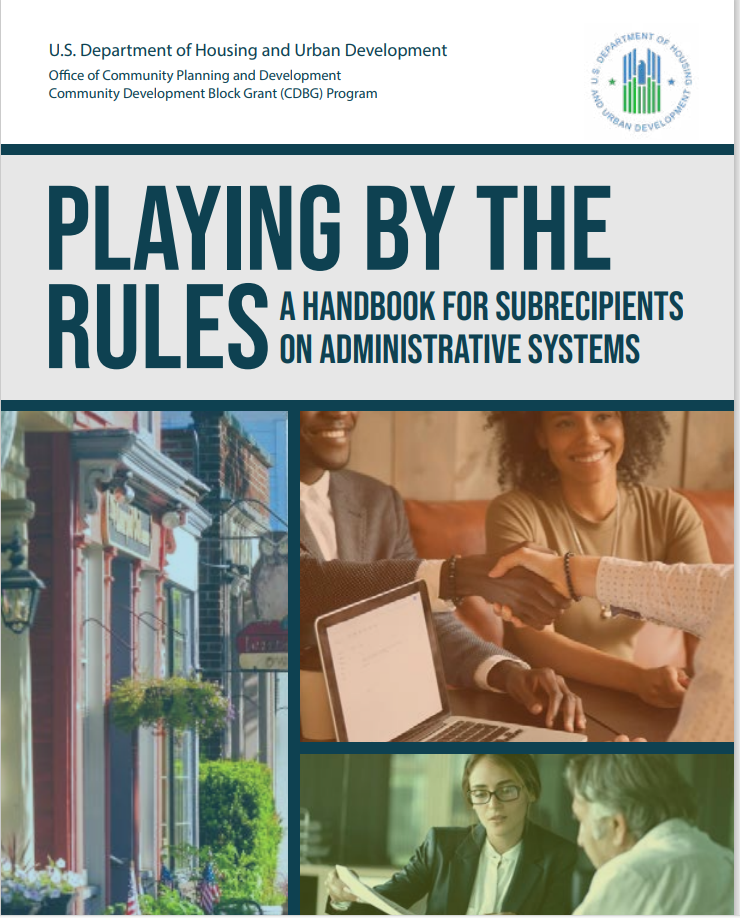 U.S. Department of Housing and Urban Development
Office of Community Planning and Development
Community Development Block Grant (CDBG) Program
U.S. DEPARTMENT OF HOUSING
AND URBAN DEVELOPMENT
PLAYING BY THE
RULES
A HANDBOOK FOR SUBRECIPIENTS
ON ADMINISTRATIVE SYSTEMS